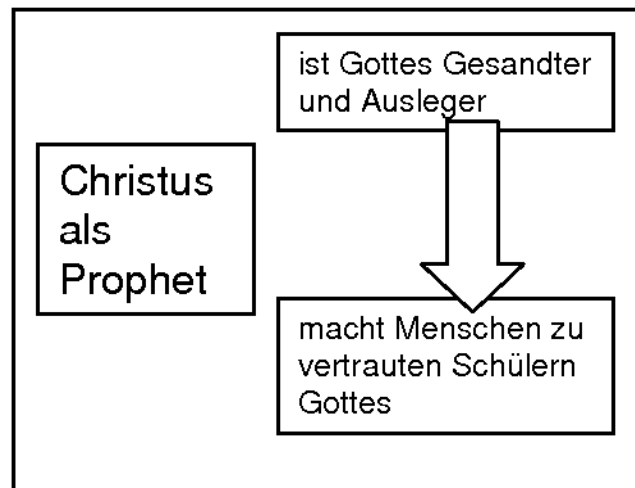 Christus
als
Prophet
ist Gottes Gesandter
und Ausleger
macht Menschen zu
vertrauten Schülern
Gottes